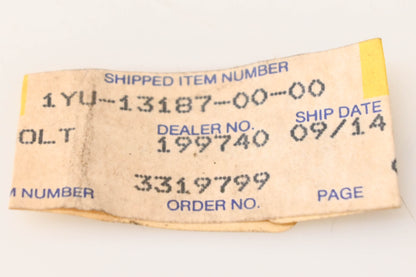 SHIPPED ITEM NUMBER
1YU-13187-00-00
OLT DEALER NO. SHIP DATE
199740 09/14
3319799
M NUMBER ORDER NO. PAGE